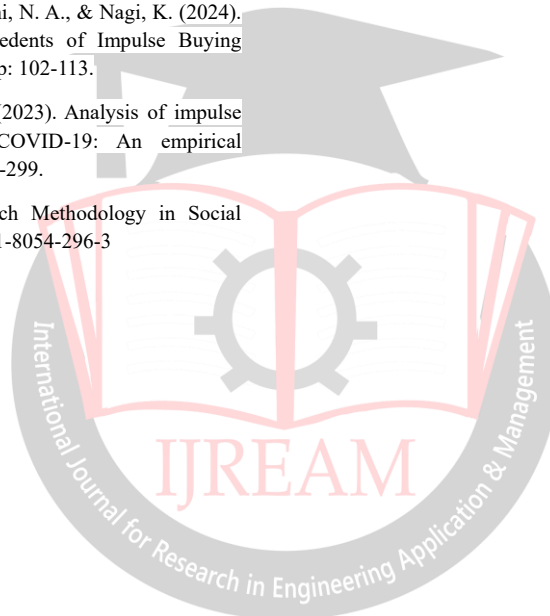 ni, N. A., & Nagi, K. (2024).
edents of Impulse Buying
p: 102-113.
(2023). Analysis of impulse
COVID-19: An empirical
-299.
ch Methodology in Social
1-8054-296-3
IJREAM
International Journal for Research in Engineering Application & Management